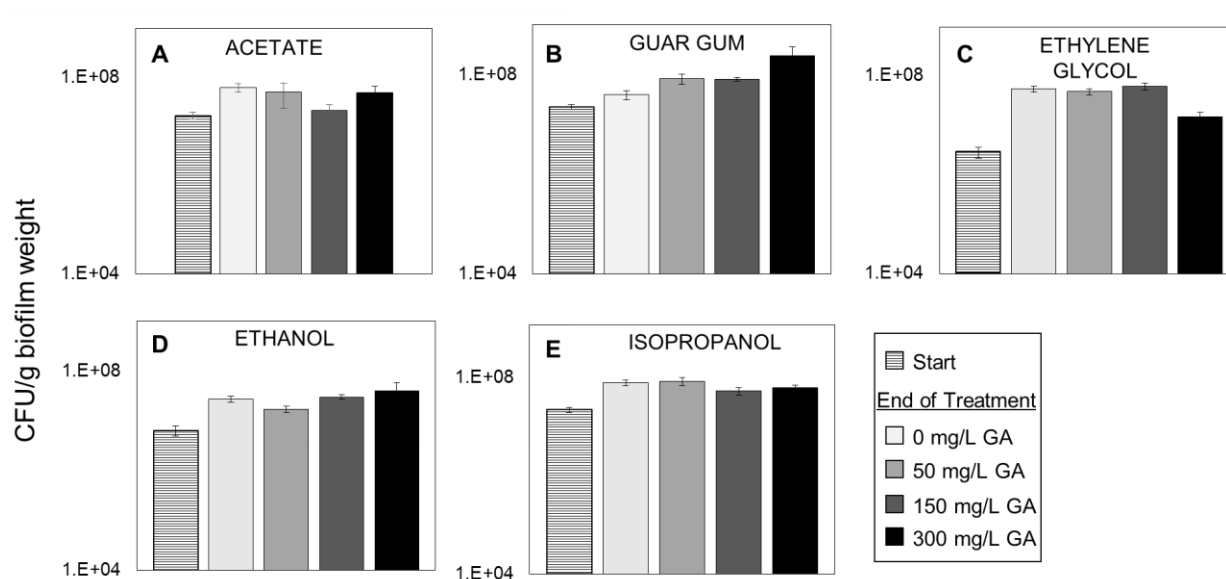 A
ACETATE
1.E+08
1.E+04
B
GUAR GUM
1.E+08
1.E+04
C
ETHYLENE
GLYCOL
1.E+08
1.E+04
CFU/g biofilm weight
D
ETHANOL
1.E+08
1.E+04
E
ISOPROPANOL
1.E+08
1.E+04
Start
End of Treatment
0 mg/L GA
50 mg/L GA
150 mg/L GA
300 mg/L GA